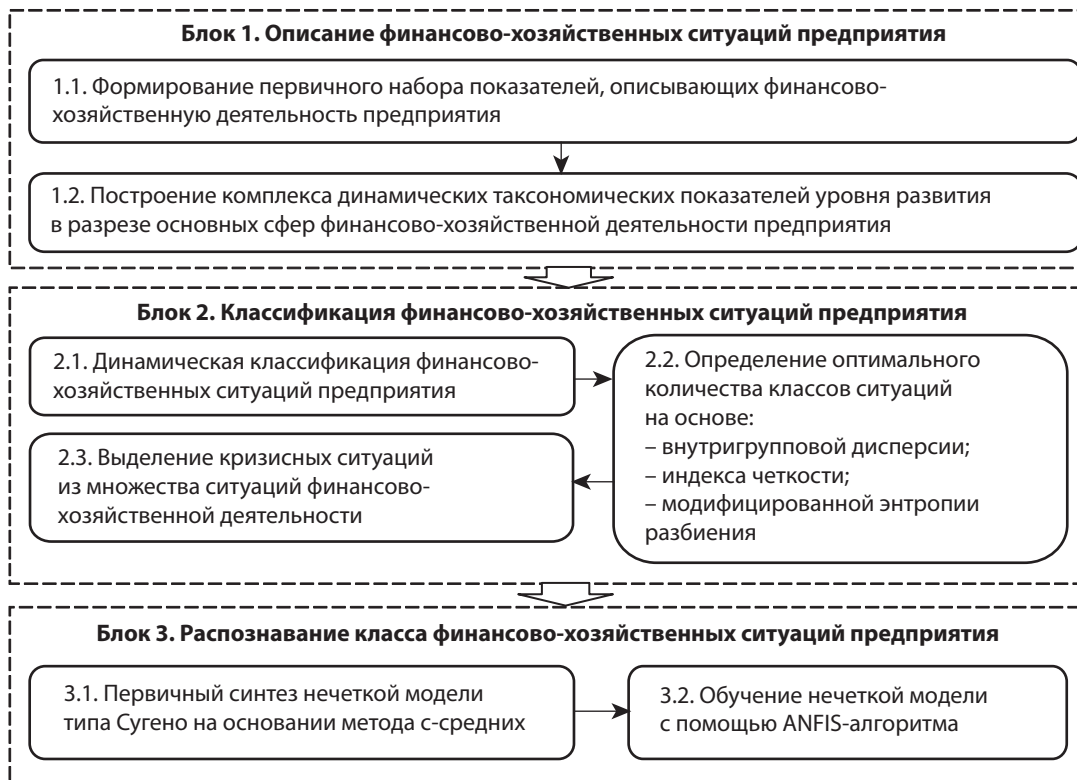 Блок 1. Описание финансово-хозяйственных ситуаций предприятия
1.1. Формирование первичного набора показателей, описывающих финансово-
хозяйственную деятельность предприятия
1.2. Построение комплекса динамических таксономических показателей уровня развития
в разрезе основных сфер финансово-хозяйственной деятельности предприятия
Блок 2. Классификация финансово-хозяйственных ситуаций предприятия
2.1. Динамическая классификация финансово-
хозяйственных ситуаций предприятия
2.2. Определение оптимального
количества классов ситуаций
на основе:
– внутригрупповой дисперсии;
– индекса четкости;
– модифицированной энтропии
разбиения
2.3. Выделение кризисных ситуаций
из множества ситуаций финансово-
хозяйственной деятельности
Блок 3. Распознавание класса финансово-хозяйственных ситуаций предприятия
3.1. Первичный синтез нечеткой модели
типа Сугено на основании метода с-средних
3.2. Обучение нечеткой модели
с помощью ANFIS-алгоритма